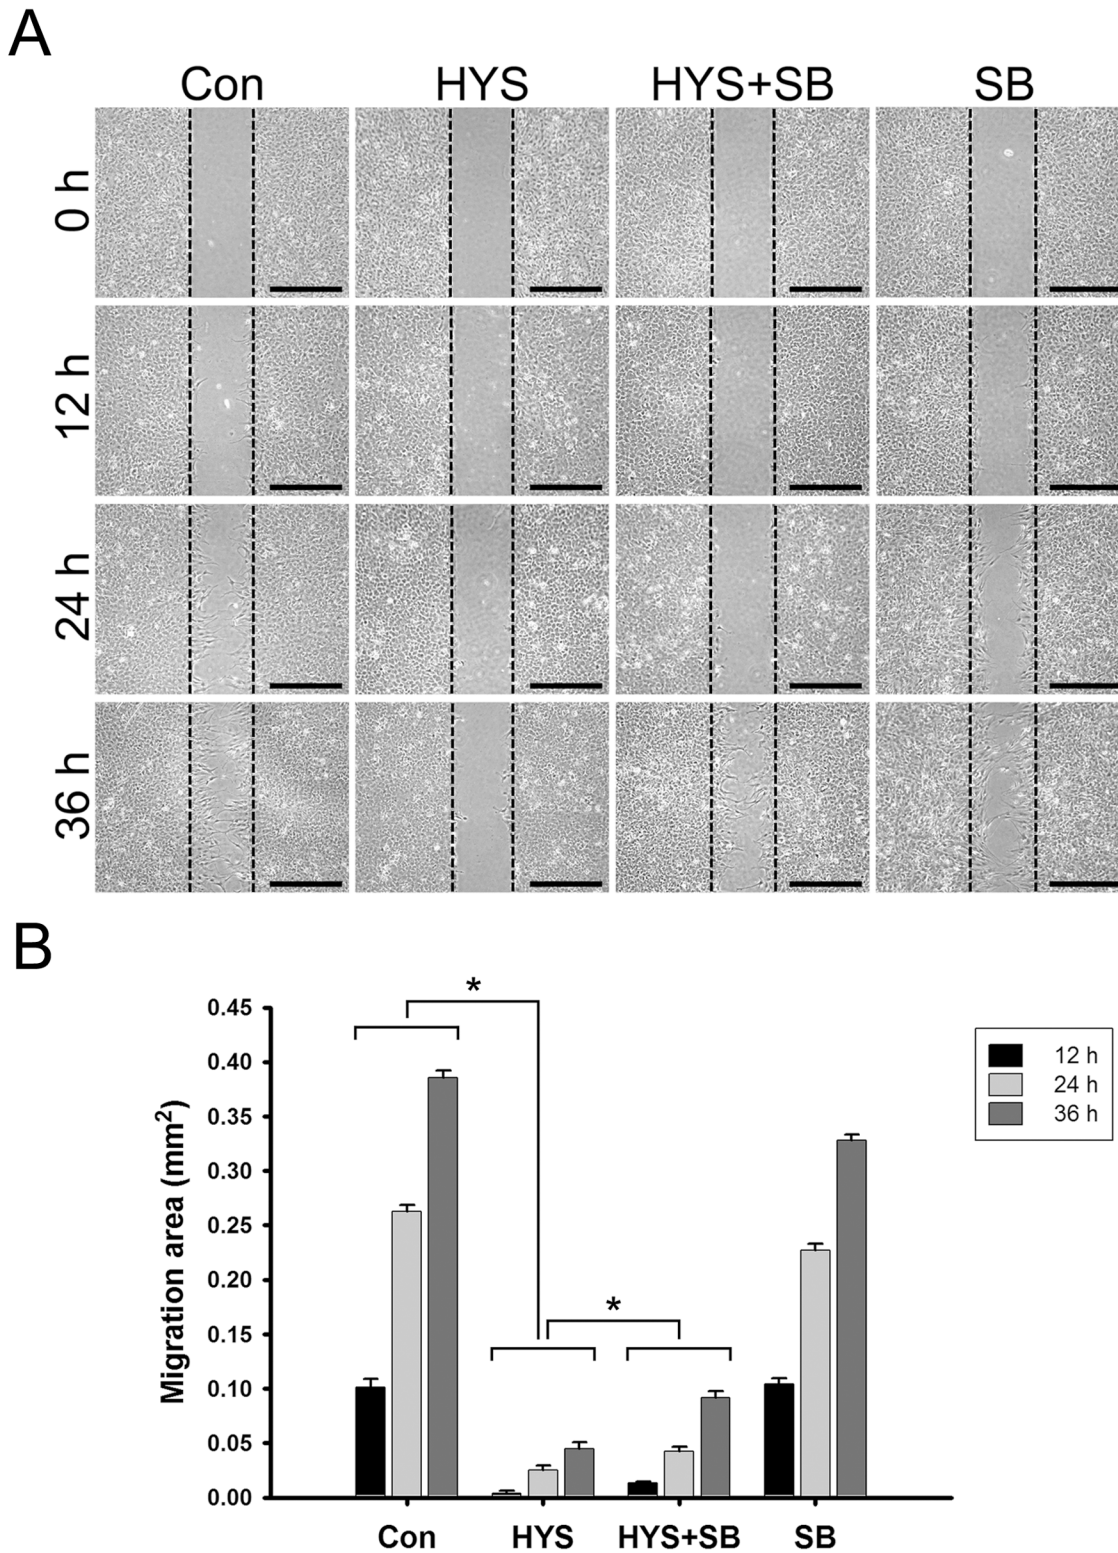 A
Con HYS HYS+SB SB
0 h
12 h
24 h
36 h
B
*
*
0.45
0.40
0.35
0.30
0.25
0.20
0.15
0.10
0.05
0.00
Migration area (mm²)
12 h
24 h
36 h
Con HYS HYS+SB SB